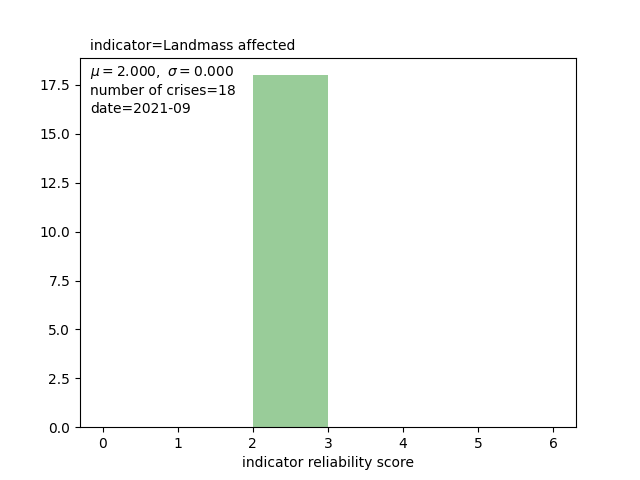 indicator=Landmass affected
μ = 2.000, σ = 0.000
number of crises=18
date=2021-09
17.5
15.0
12.5
10.0
7.5
5.0
2.5
0.0
0 1 2 3 4 5 6
indicator reliability score